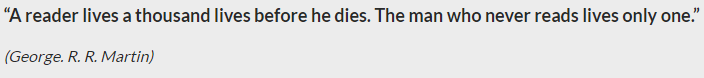 “A reader lives a thousand lives before he dies. The man who never reads lives only one.”
(George. R. R. Martin)